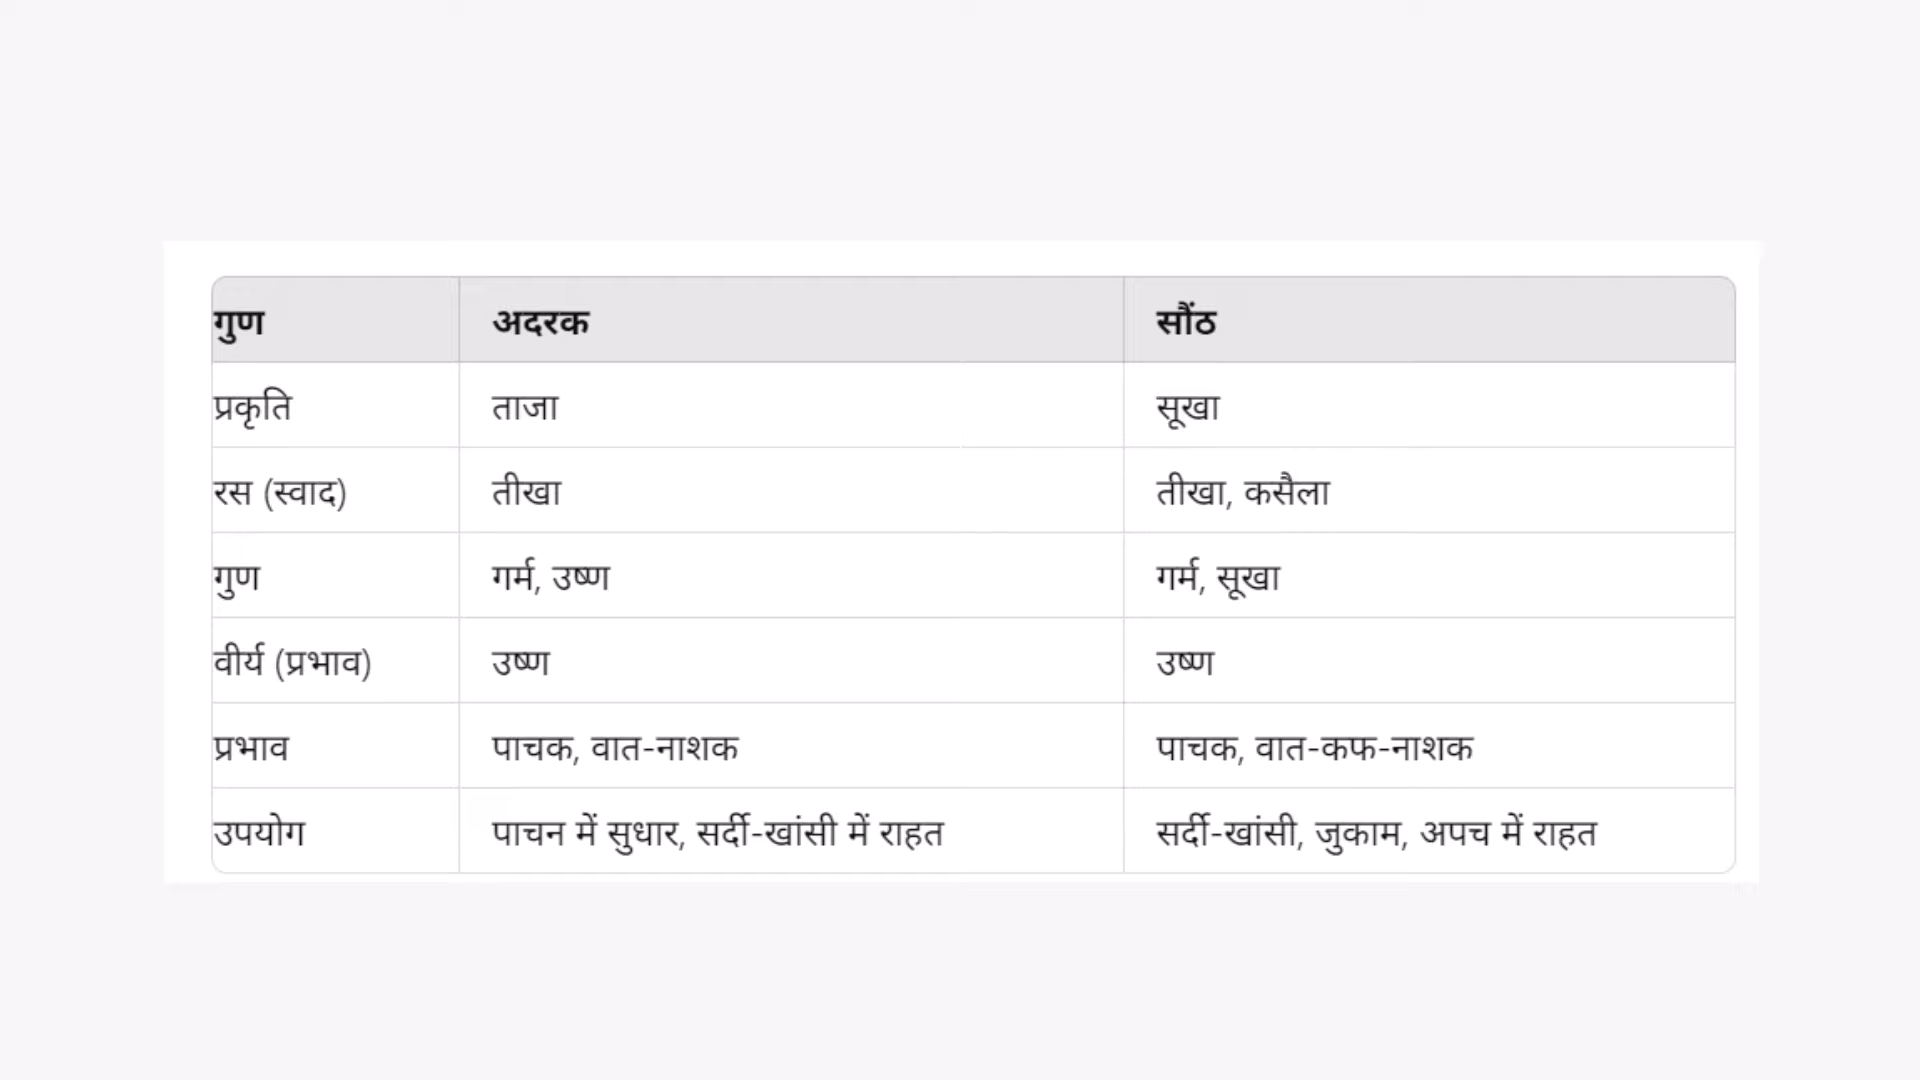 गुण अदरक सौंठ
प्रकृति ताजा सूखा
रस (स्वाद) तीखा तीखा, कसैला
गुण गर्म, उष्ण गर्म, सूखा
वीर्य (प्रभाव) उष्ण उष्ण
प्रभाव पाचक, वात-नाशक पाचक, वात-कफ-नाशक
उपयोग पाचन में सुधार, सर्दी-खांसी में राहत सर्दी-खांसी, जुकाम, अपच में राहत